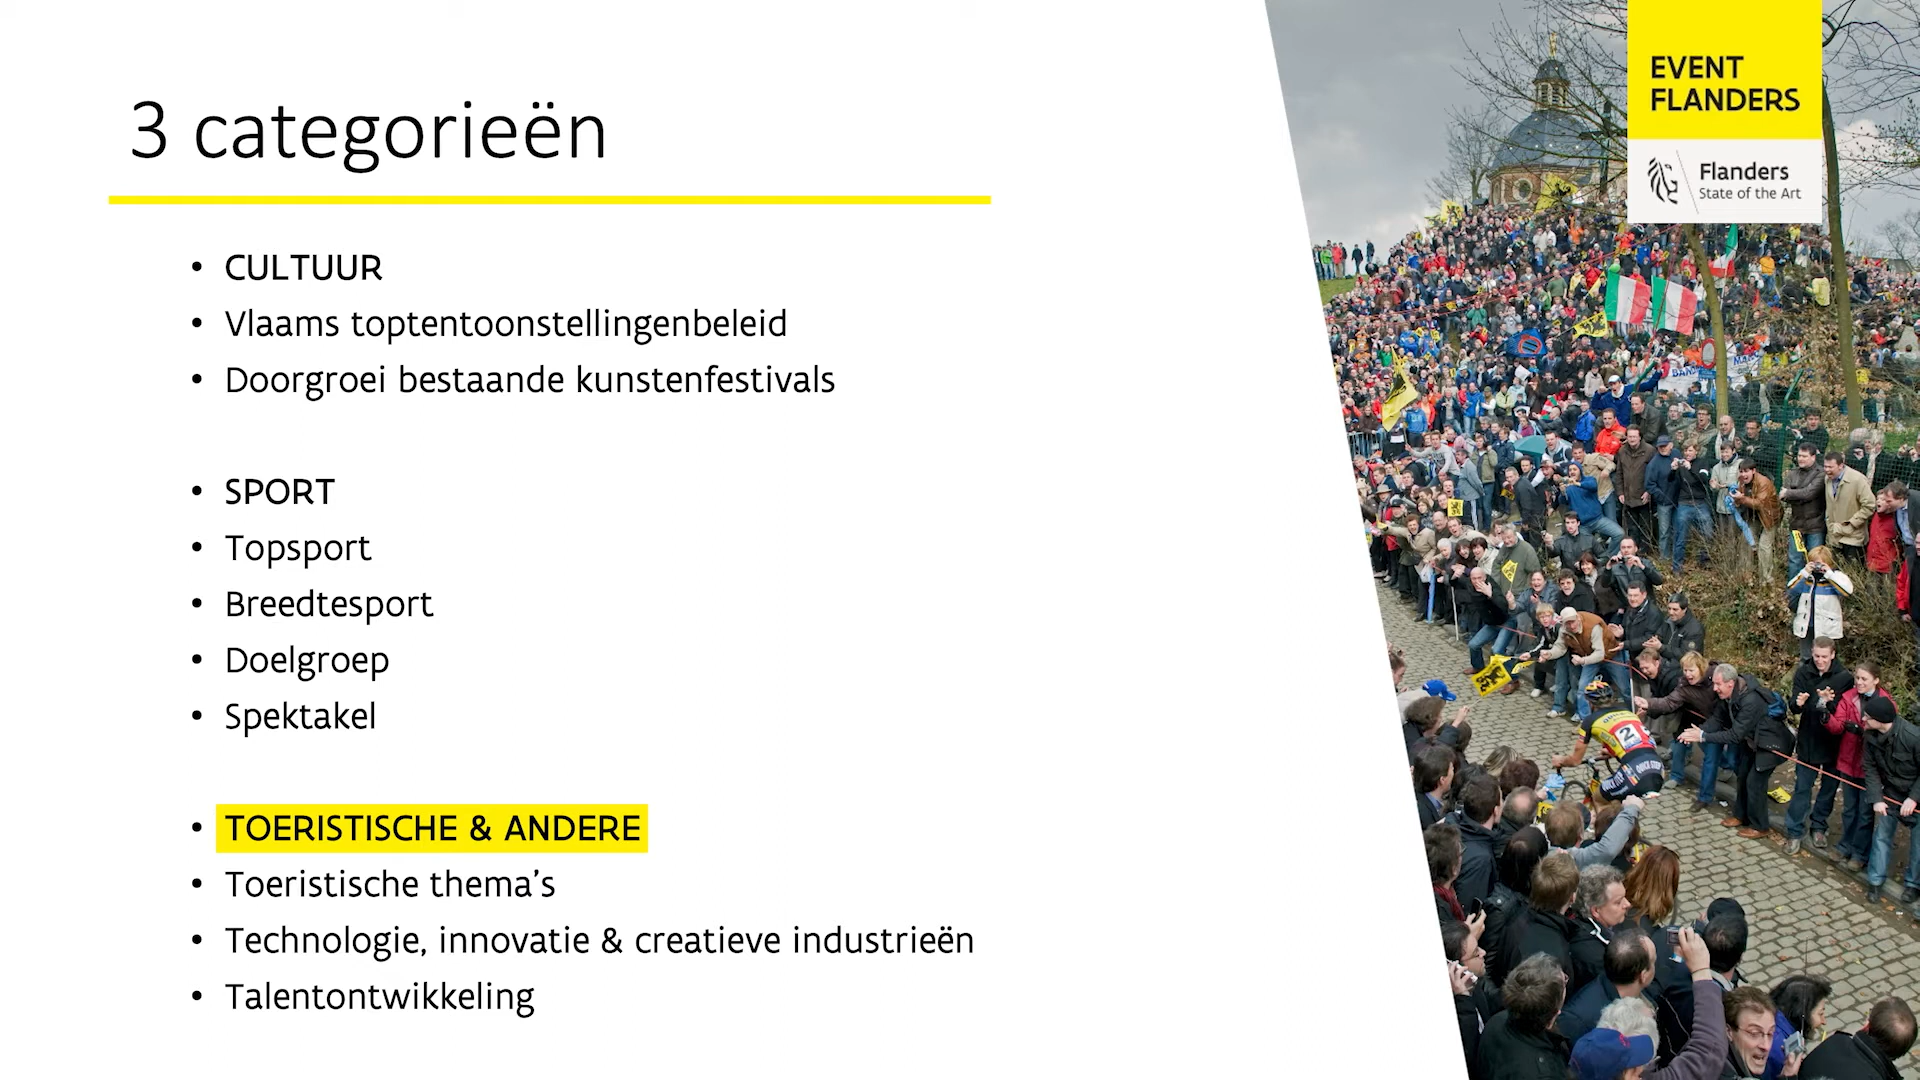 3 categorieën
• CULTUUR
• Vlaams toptentoonstellingenbeleid
• Doorgroei bestaande kunstenfestivals
• SPORT
• Topsport
• Breedtesport
• Doelgroep
• Spektakel
• TOERISTISCHE & ANDERE
• Toeristische thema's
• Technologie, innovatie & creatieve industrieën
• Talentontwikkeling
EVENT
FLANDERS
Flanders
State of the Art
2